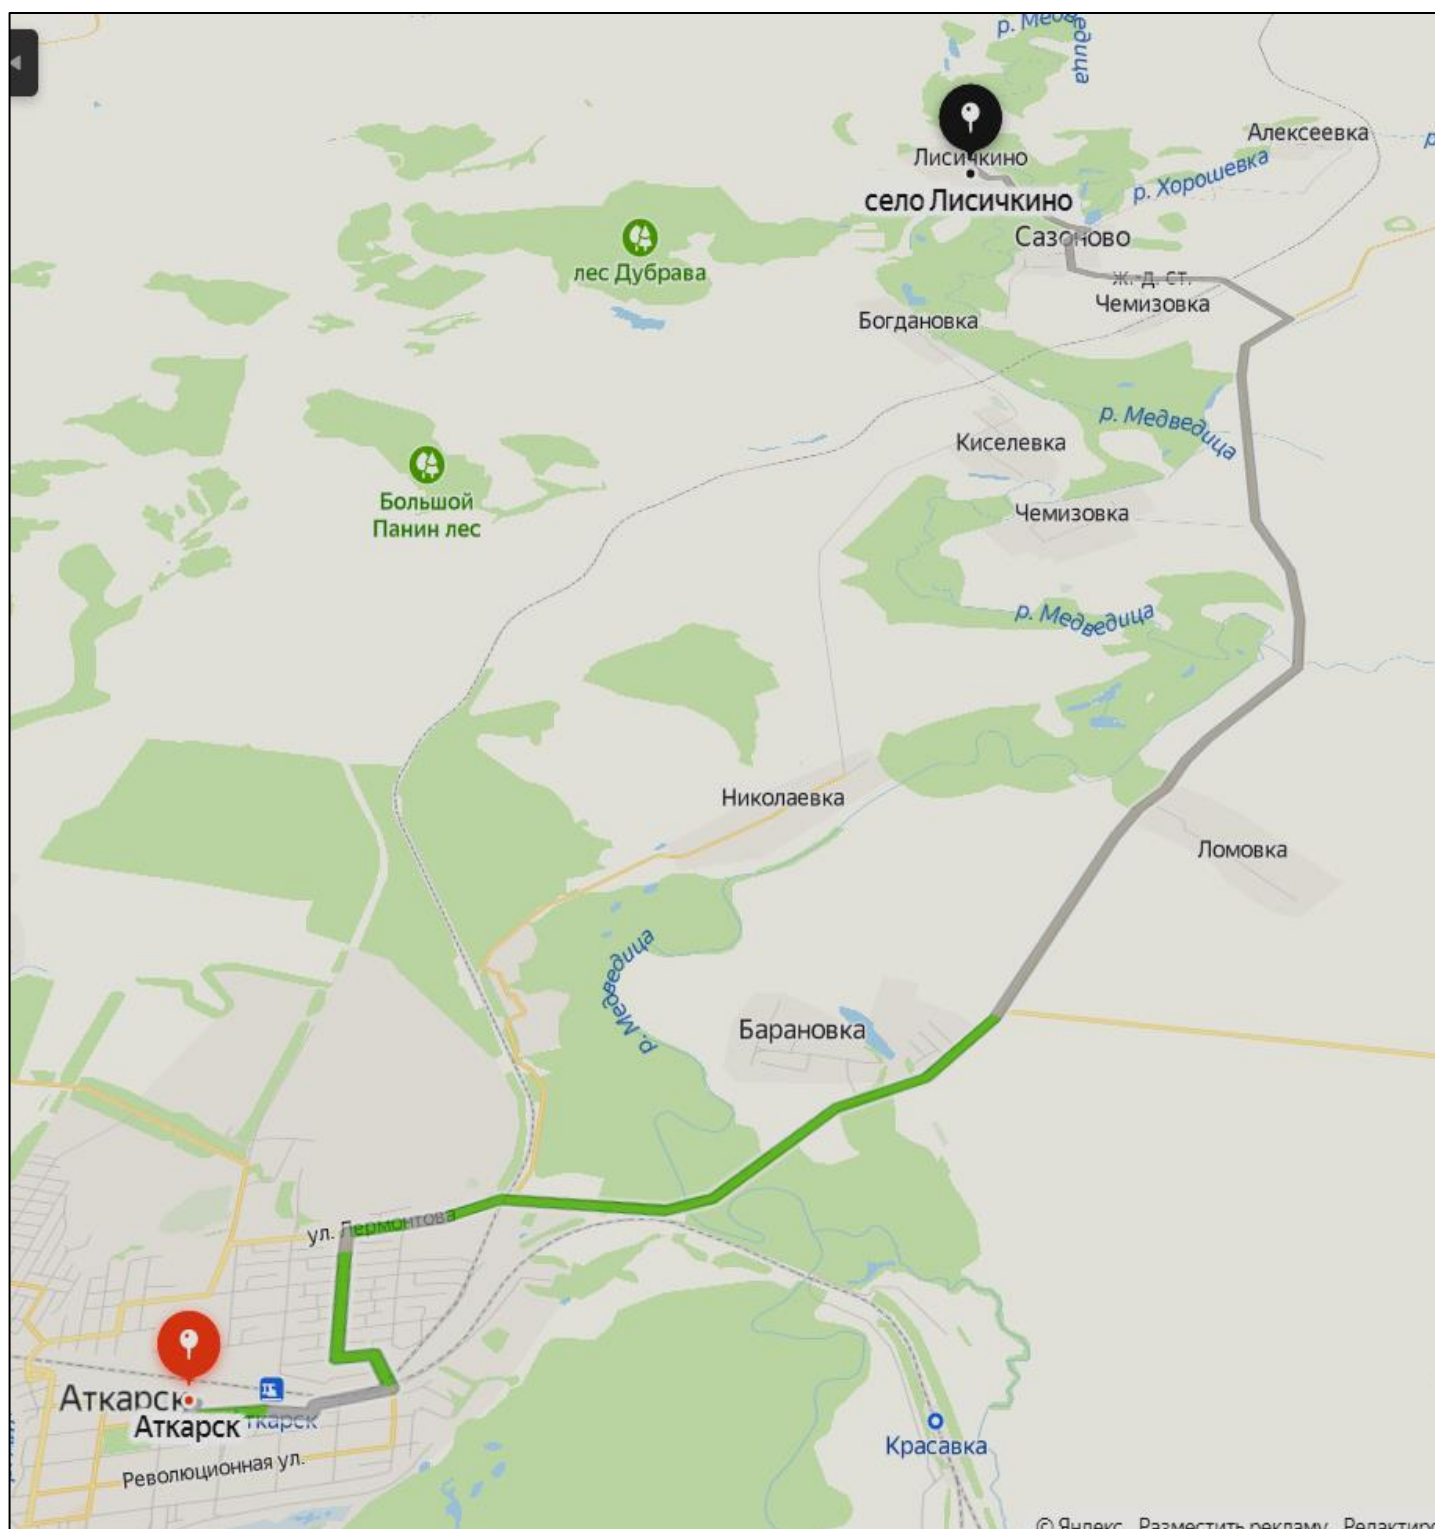 р. Медведица
Алексеевка
Лисичкино
р. Хорошевка
село Лисичкино
Сазоново
лес Дубрава
ж.-д. ст.
Чемизовка
Богдановка
р. Медведица
Киселевка
Большой
Панин лес
Чемизовка
р. Медведица
Николаевка
Ломовка
р. Медведица
Барановка
ул. Лермонтова
Аткарск
Аткарск
Красавка
Революционная ул.
© Яндекс Разместить рекламу